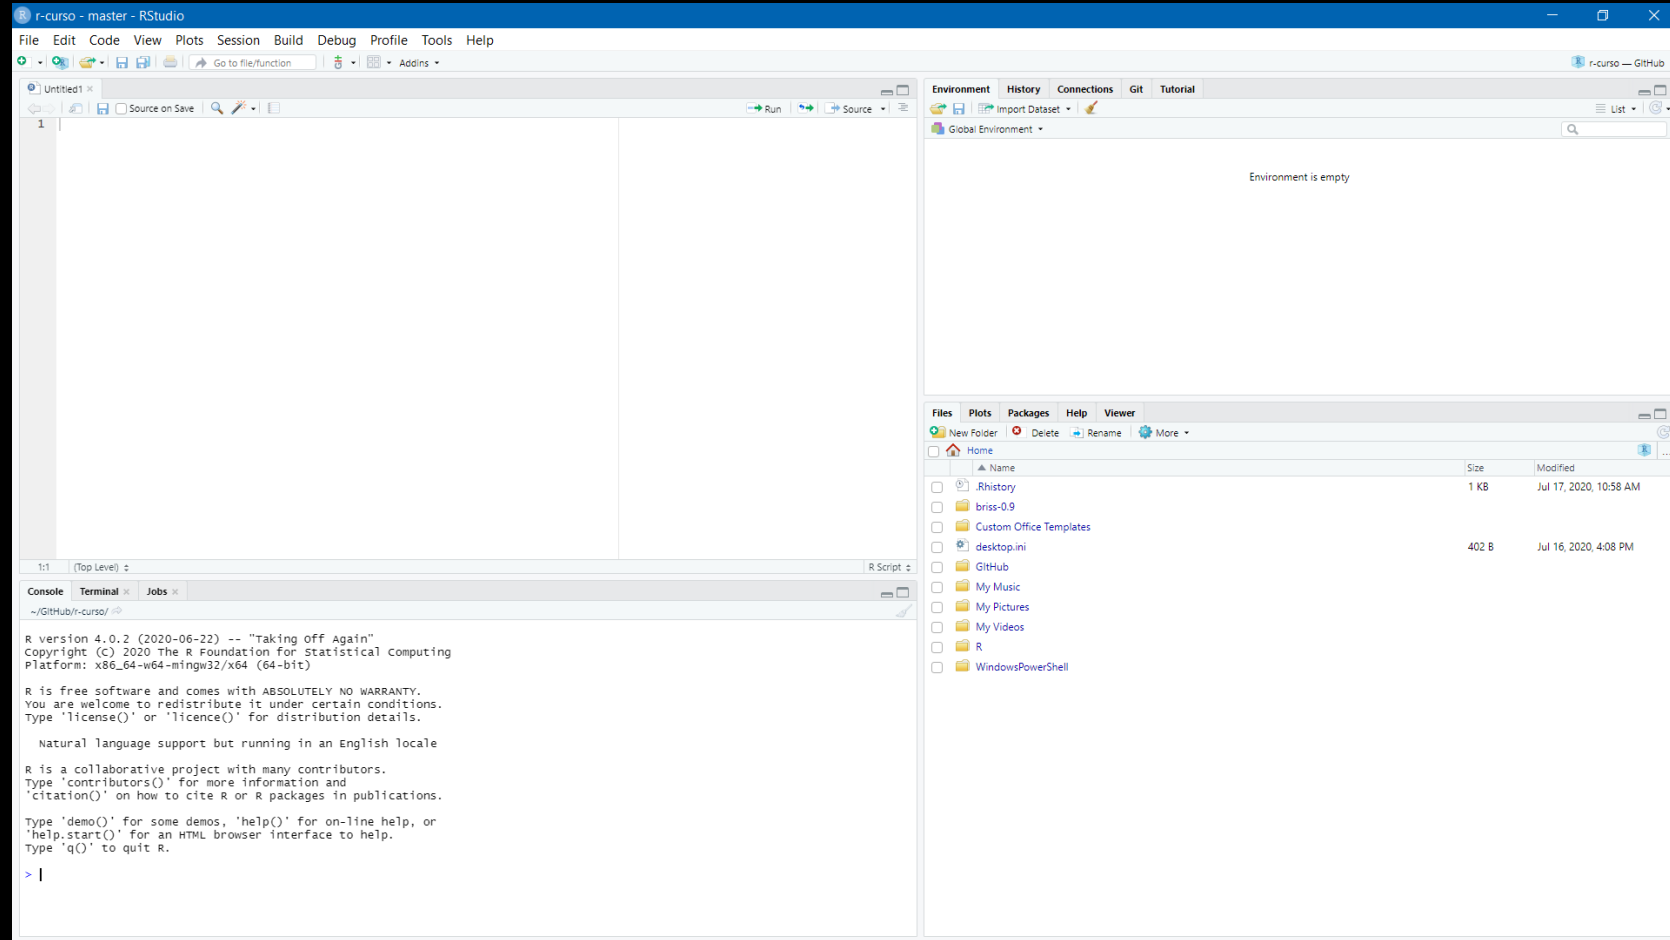 r-curso - master - RStudio
File Edit Code View Plots Session Build Debug Profile Tools Help
Go to file/function Addins r-curso — GitHub
Untitled1
Source on Save Run Source
1
1:1 (Top Level) R Script
Console Terminal Jobs
~/GitHub/r-curso/
R version 4.0.2 (2020-06-22) -- "Taking Off Again"
Copyright (C) 2020 The R Foundation for Statistical Computing
Platform: x86_64-w64-mingw32/x64 (64-bit)
R is free software and comes with ABSOLUTELY NO WARRANTY.
You are welcome to redistribute it under certain conditions.
Type 'license()' or 'licence()' for distribution details.
Natural language support but running in an English locale
R is a collaborative project with many contributors.
Type 'contributors()' for more information and
'citation()' on how to cite R or R packages in publications.
Type 'demo()' for some demos, 'help()' for on-line help, or
'help.start()' for an HTML browser interface to help.
Type 'q()' to quit R.
>
Environment History Connections Git Tutorial
Import Dataset List
Global Environment
Environment is empty
Files Plots Packages Help Viewer
New Folder Delete Rename More
Home ...
Name Size Modified
.Rhistory 1 KB Jul 17, 2020, 10:58 AM
briss-0.9
Custom Office Templates
desktop.ini 402 B Jul 16, 2020, 4:08 PM
GitHub
My Music
My Pictures
My Videos
R
WindowsPowerShell